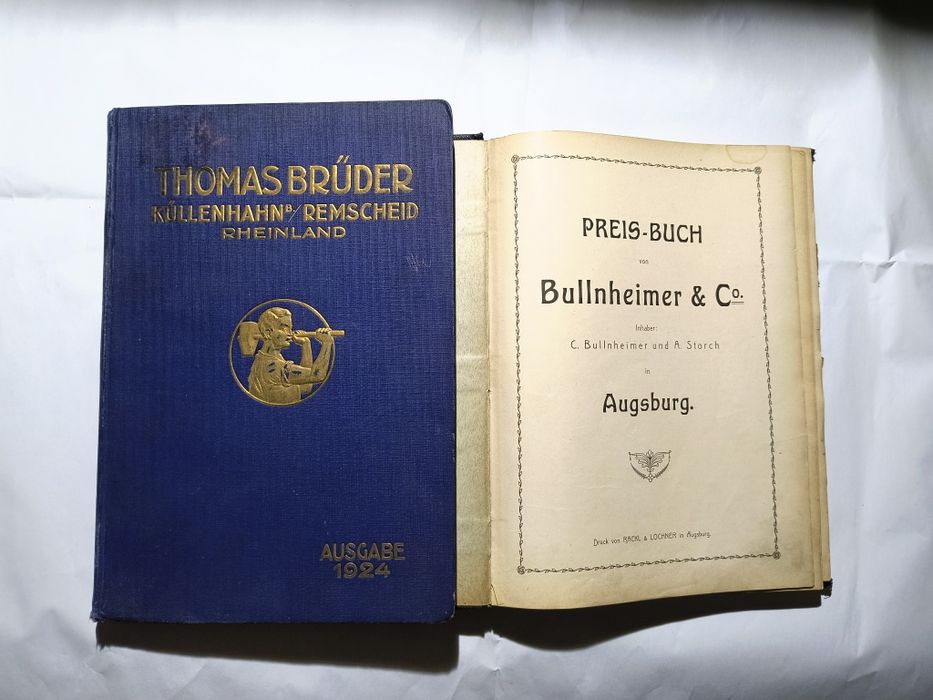 THOMAS BRÜDER
KÜLLENHAHN B./REMSCHEID
RHEINLAND
AUSGABE
1924
PREIS-BUCH
von
Bullnheimer & Co.
Inhaber:
C. Bullnheimer und A. Storch
in
Augsburg.
Druck von RACKL & LOCHNER in Augsburg.